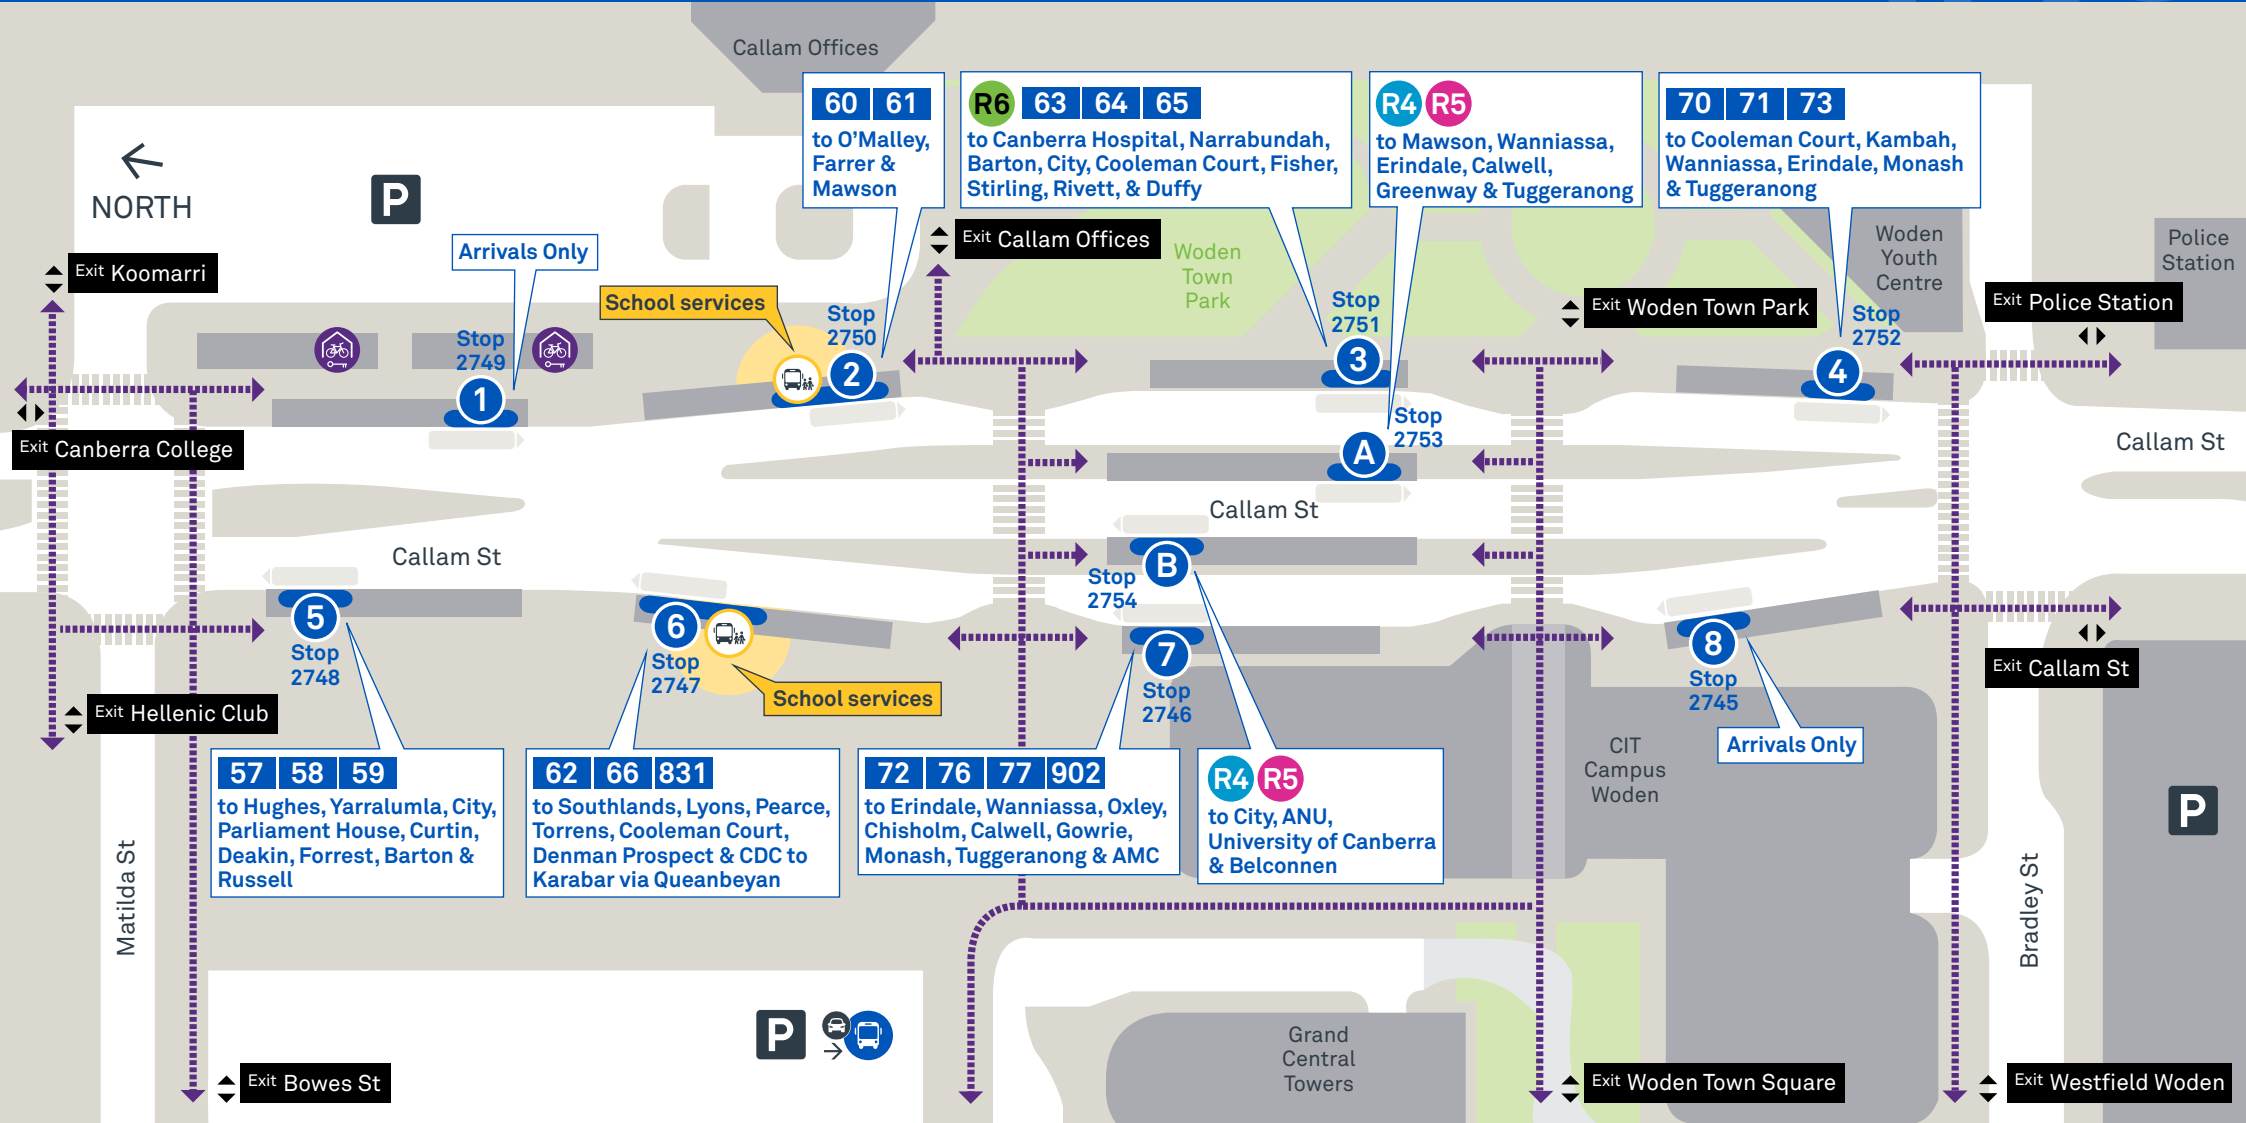 Callam Offices
NORTH
P
60 61
to O’Malley,
Farrer &
Mawson
R6 63 64 65
to Canberra Hospital, Narrabundah,
Barton, City, Cooleman Court, Fisher,
Stirling, Rivett, & Duffy
R4 R5
to Mawson, Wanniassa,
Erindale, Calwell,
Greenway & Tuggeranong
70 71 73
to Cooleman Court, Kambah,
Wanniassa, Erindale, Monash
& Tuggeranong
Exit Koomarri
Arrivals Only
School services
Exit Callam Offices
Woden
Town
Park
Exit Woden Town Park
Woden
Youth
Centre
Police
Station
Exit Police Station
Stop
2749
1
Stop
2750
2
Stop
2751
3
Stop
2752
4
Exit Canberra College
Stop
2753
A
Callam St
Callam St
Callam St
5
Stop
2748
6
Stop
2747
School services
B
Stop
2754
7
Stop
2746
8
Stop
2745
Arrivals Only
Exit Callam St
Exit Hellenic Club
57 58 59
to Hughes, Yarralumla, City,
Parliament House, Curtin,
Deakin, Forrest, Barton &
Russell
62 66 831
to Southlands, Lyons, Pearce,
Torrens, Cooleman Court,
Denman Prospect & CDC to
Karabar via Queanbeyan
72 76 77 902
to Erindale, Wanniassa, Oxley,
Chisholm, Calwell, Gowrie,
Monash, Tuggeranong & AMC
R4 R5
to City, ANU,
University of Canberra
& Belconnen
CIT
Campus
Woden
P
Matilda St
Bradley St
P
Grand
Central
Towers
Exit Bowes St
Exit Woden Town Square
Exit Westfield Woden